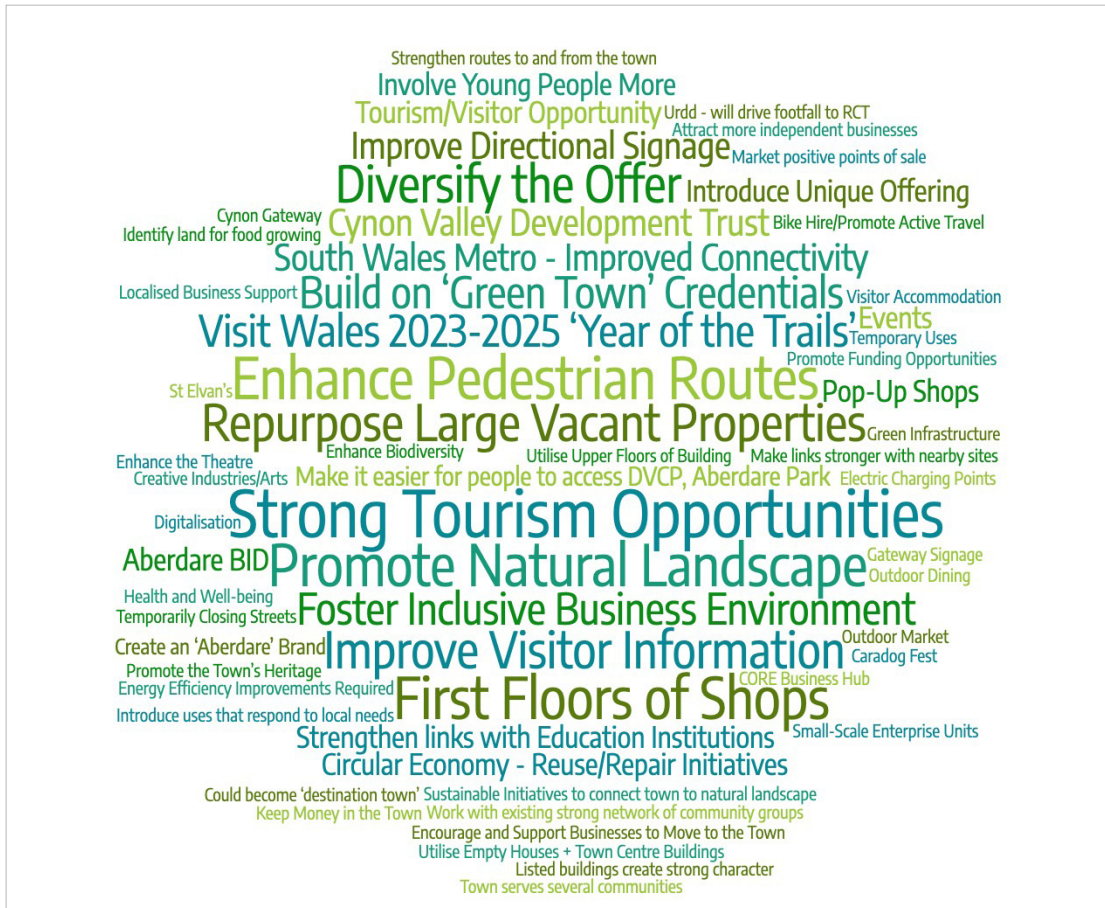 Strengthen routes to and from the town
Involve Young People More
Tourism/Visitor Opportunity
Urdd - will drive footfall to RCT
Attract more independent businesses
Improve Directional Signage
Market positive points of sale
Diversify the Offer
Introduce Unique Offering
Cynon Gateway
Cynon Valley Development Trust
Bike Hire/Promote Active Travel
Identify land for food growing
South Wales Metro - Improved Connectivity
Localised Business Support
Build on ‘Green Town’ Credentials
Visitor Accommodation
Visit Wales 2023-2025 ‘Year of the Trails’
Events
Temporary Uses
Promote Funding Opportunities
St Elvan's
Enhance Pedestrian Routes
Pop-Up Shops
Repurpose Large Vacant Properties
Green Infrastructure
Enhance Biodiversity
Utilise Upper Floors of Building
Make links stronger with nearby sites
Enhance the Theatre
Creative Industries/Arts
Make it easier for people to access DVCP, Aberdare Park
Electric Charging Points
Digitalisation
Strong Tourism Opportunities
Aberdare BID
Promote Natural Landscape
Gateway Signage
Outdoor Dining
Health and Well-being
Temporarily Closing Streets
Foster Inclusive Business Environment
Create an ‘Aberdare’ Brand
Improve Visitor Information
Outdoor Market
Caradog Fest
Promote the Town's Heritage
CORE Business Hub
Energy Efficiency Improvements Required
First Floors of Shops
Introduce uses that respond to local needs
Small-Scale Enterprise Units
Strengthen links with Education Institutions
Circular Economy - Reuse/Repair Initiatives
Could become ‘destination town’
Sustainable Initiatives to connect town to natural landscape
Keep Money in the Town
Work with existing strong network of community groups
Encourage and Support Businesses to Move to the Town
Utilise Empty Houses + Town Centre Buildings
Listed buildings create strong character
Town serves several communities